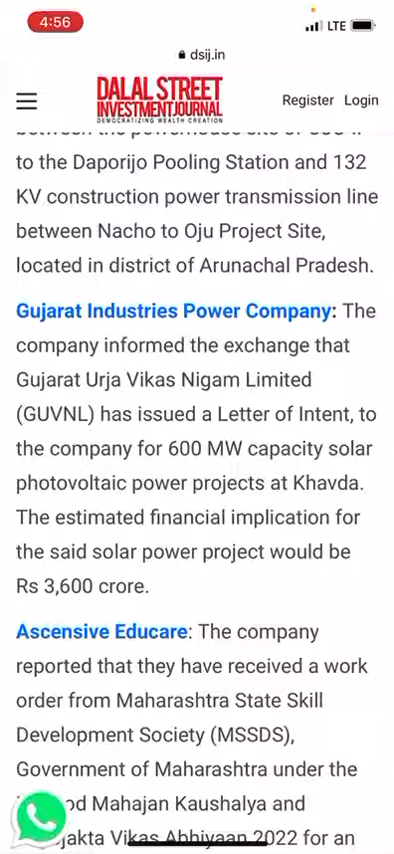 4:56
LTE
dsij.in
DALAL STREET
INVESTMENT JOURNAL
DEMOCRATIZING WEALTH CREATION
Register Login
between the powerhouse site of
to the Daporijo Pooling Station and 132
KV construction power transmission line
between Nacho to Oju Project Site,
located in district of Arunachal Pradesh.
Gujarat Industries Power Company: The
company informed the exchange that
Gujarat Urja Vikas Nigam Limited
(GUVNL) has issued a Letter of Intent, to
the company for 600 MW capacity solar
photovoltaic power projects at Khavda.
The estimated financial implication for
the said solar power project would be
Rs 3,600 crore.
Ascensive Educare: The company
reported that they have received a work
order from Maharashtra State Skill
Development Society (MSSDS),
Government of Maharashtra under the
Mahajan Kaushalya and
Vikas Abhiyaan 2022 for an